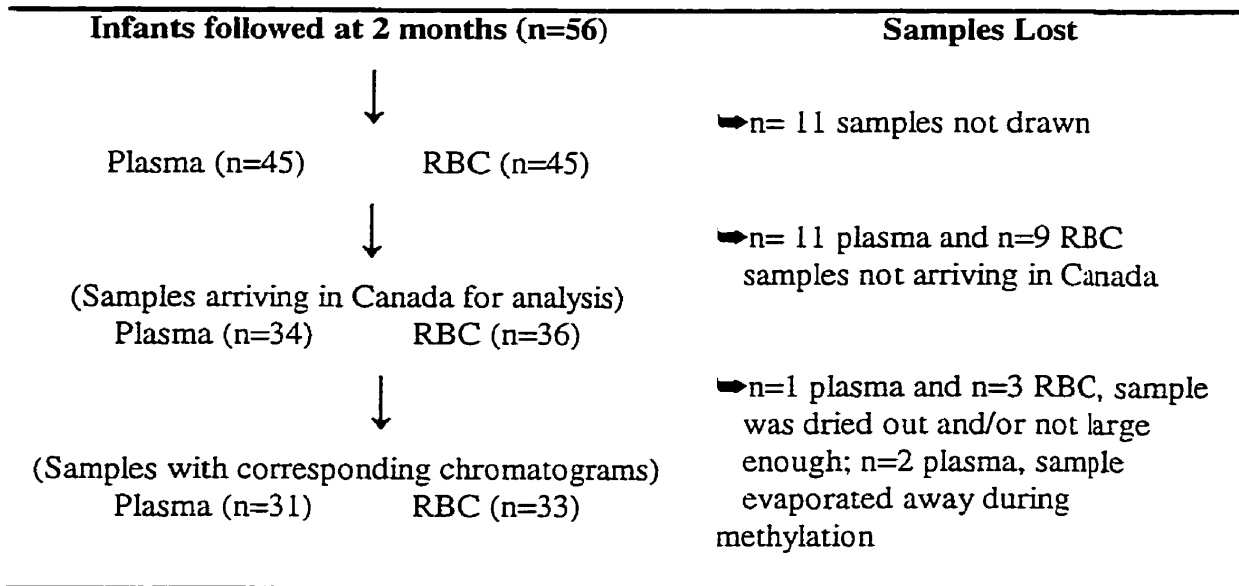 Infants followed at 2 months (n=56)
Samples Lost
➥n= 11 samples not drawn
Plasma (n=45) RBC (n=45)
➥n= 11 plasma and n=9 RBC
samples not arriving in Canada
(Samples arriving in Canada for analysis)
Plasma (n=34) RBC (n=36)
➥n=1 plasma and n=3 RBC, sample
was dried out and/or not large
enough; n=2 plasma, sample
evaporated away during
methylation
(Samples with corresponding chromatograms)
Plasma (n=31) RBC (n=33)